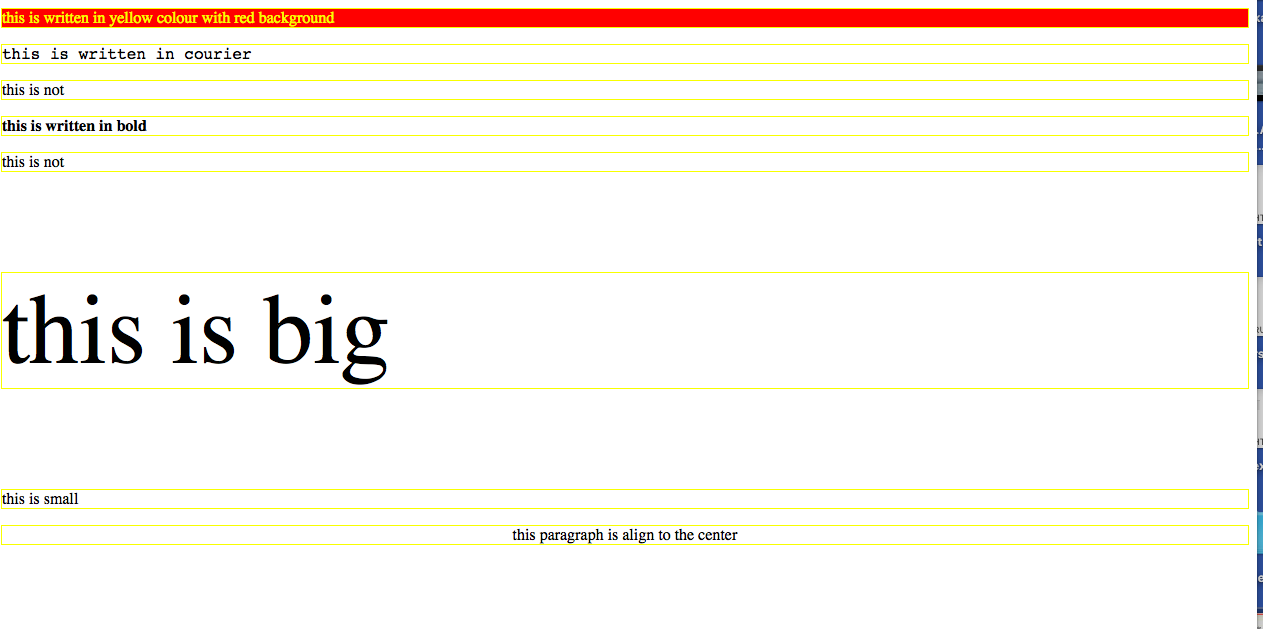 this is written in yellow colour with red background
this is written in courier
this is not
this is written in bold
this is not
this is big
this is small
this paragraph is align to the center